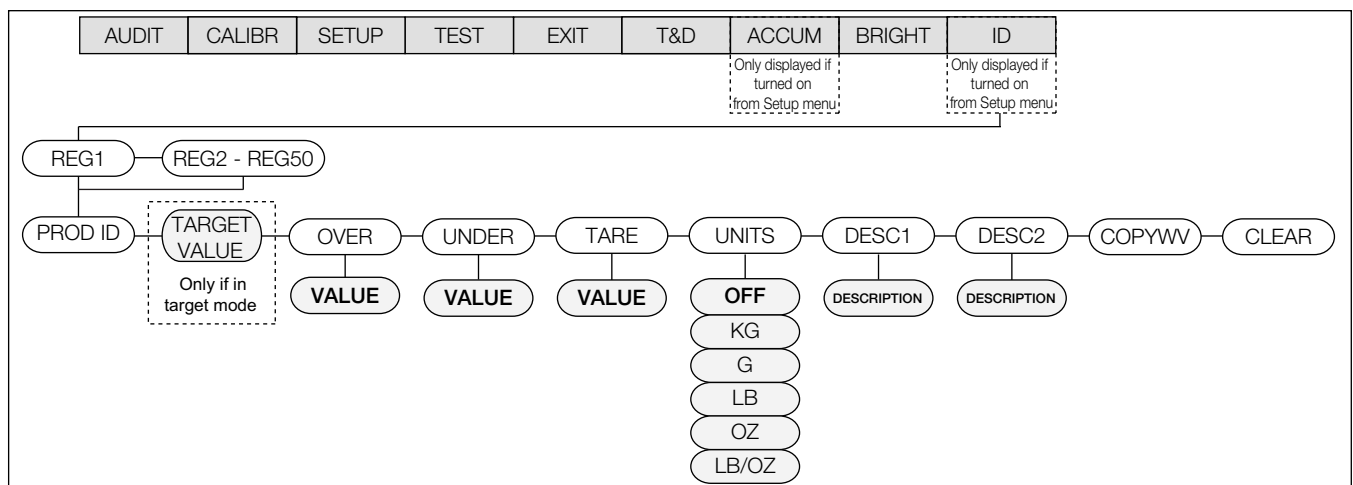 AUDIT CALIBR SETUP TEST EXIT T&D ACCUM BRIGHT ID
Only displayed if
turned on
from Setup menu
Only displayed if
turned on
from Setup menu
REG1 REG2 - REG50
PROD ID TARGET
VALUE OVER UNDER TARE UNITS DESC1 DESC2 COPYWV CLEAR
Only if in
target mode
VALUE VALUE VALUE OFF DESCRIPTION DESCRIPTION
KG
G
LB
OZ
LB/OZ